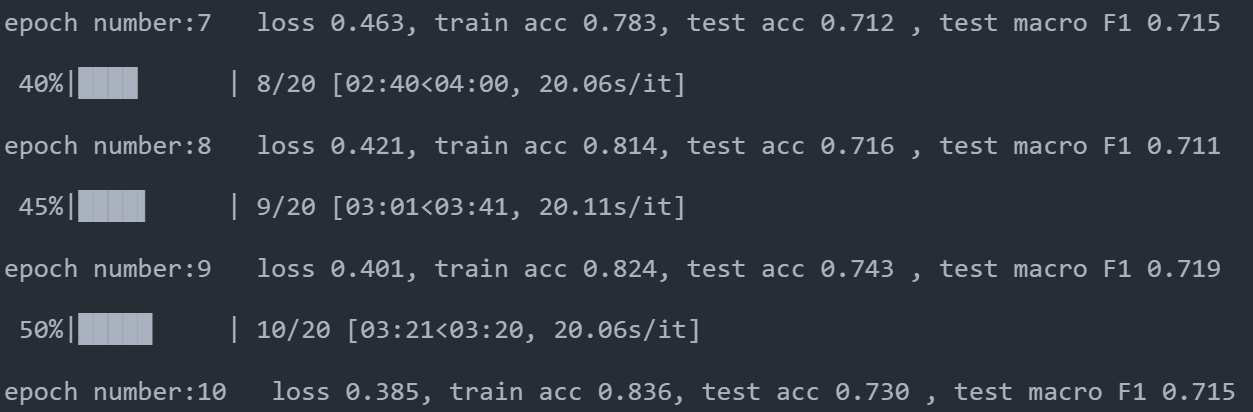 epoch number:7   loss 0.463, train acc 0.783, test acc 0.712 , test macro F1 0.715
40%|████      | 8/20 [02:40<04:00, 20.06s/it]
epoch number:8   loss 0.421, train acc 0.814, test acc 0.716 , test macro F1 0.711
45%|████▌     | 9/20 [03:01<03:41, 20.11s/it]
epoch number:9   loss 0.401, train acc 0.824, test acc 0.743 , test macro F1 0.719
50%|█████     | 10/20 [03:21<03:20, 20.06s/it]
epoch number:10   loss 0.385, train acc 0.836, test acc 0.730 , test macro F1 0.715